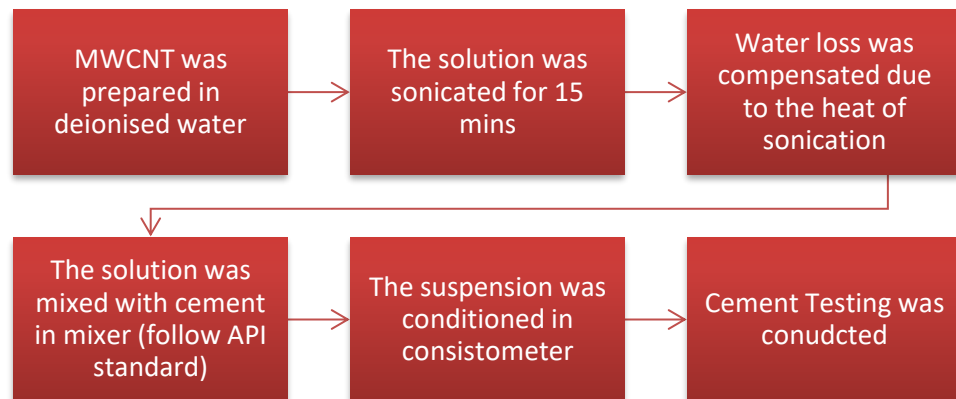 MWCNT was
prepared in
deionised water
The solution was
sonicated for 15
mins
Water loss was
compensated due
to the heat of
sonication
The solution was
mixed with cement
in mixer (follow API
standard)
The suspension was
conditioned in
consistometer
Cement Testing was
conudcted